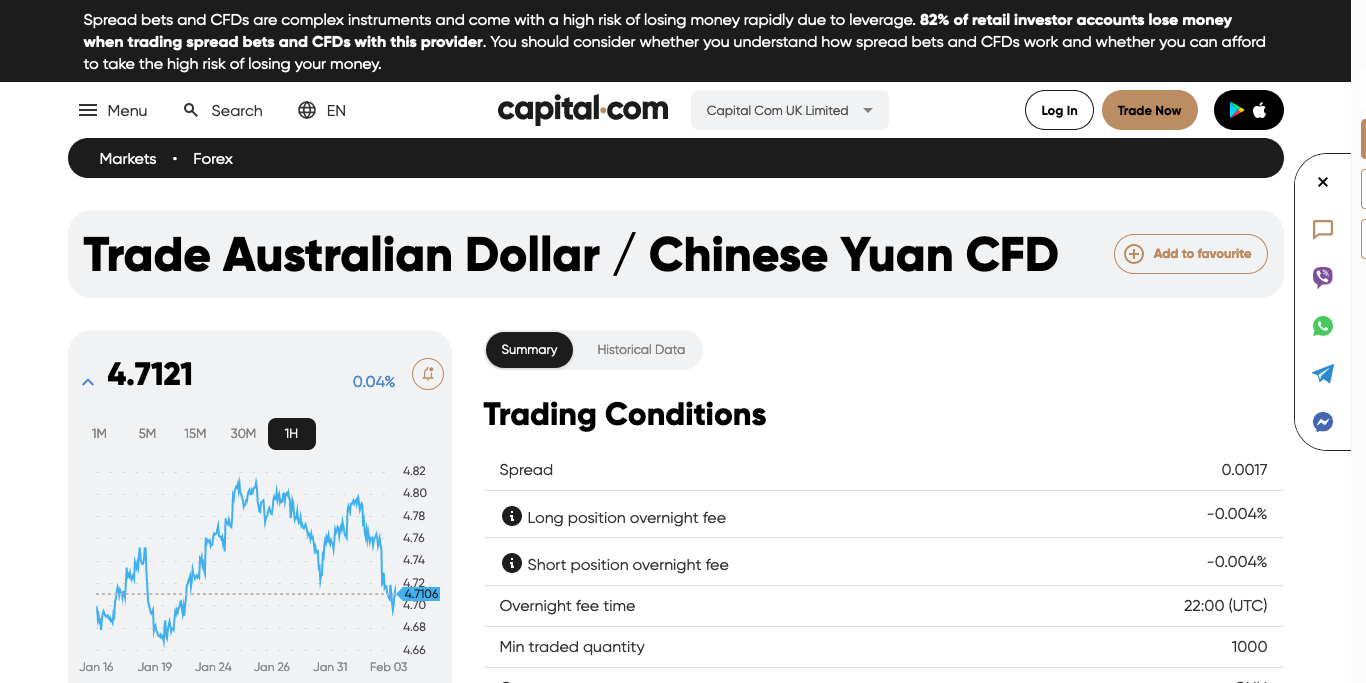 Spread bets and CFDs are complex instruments and come with a high risk of losing money rapidly due to leverage. 82% of retail investor accounts lose money
when trading spread bets and CFDs with this provider. You should consider whether you understand how spread bets and CFDs work and whether you can afford
to take the high risk of losing your money.
Menu Search EN capital.com Capital Com UK Limited Log In Trade Now
Markets • Forex
Trade Australian Dollar / Chinese Yuan CFD Add to favourite
4.7121 0.04%
1M 5M 15M 30M 1H
4.82
4.80
4.78
4.76
4.74
4.72
4.7106
4.70
4.68
4.66
Jan 16 Jan 19 Jan 24 Jan 26 Jan 31 Feb 03
Summary Historical Data
Trading Conditions
Spread 0.0017
Long position overnight fee -0.004%
Short position overnight fee -0.004%
Overnight fee time 22:00 (UTC)
Min traded quantity 1000